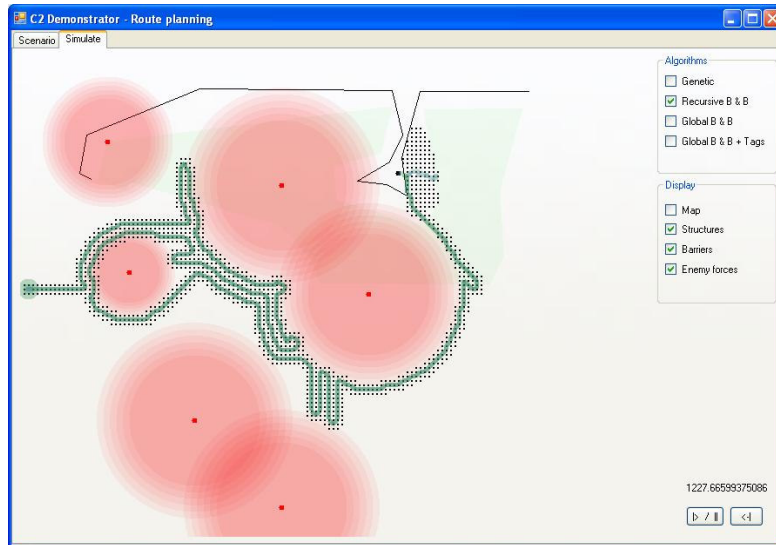 C2 Demonstrator - Route planning
Scenario Simulate
Algorithms
Genetic
Recursive B & B
Global B & B
Global B & B + Tags
Display
Map
Structures
Barriers
Enemy forces
1227.66599375086